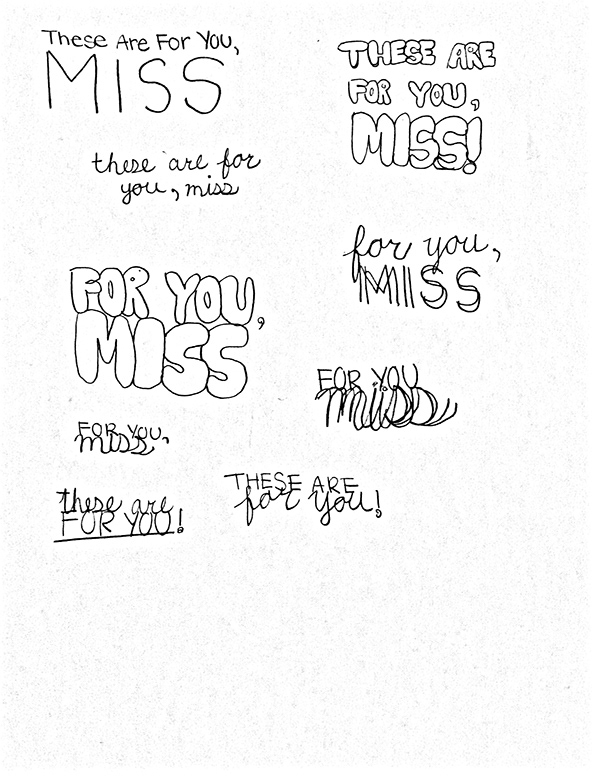 These Are For You,
MISS
these are for
you, miss
THESE ARE
FOR YOU,
MISS!
for you,
MISS
FOR YOU,
MISS
FOR YOU
miss
FOR YOU,
miss
these are
FOR YOU!
THESE ARE
for you!